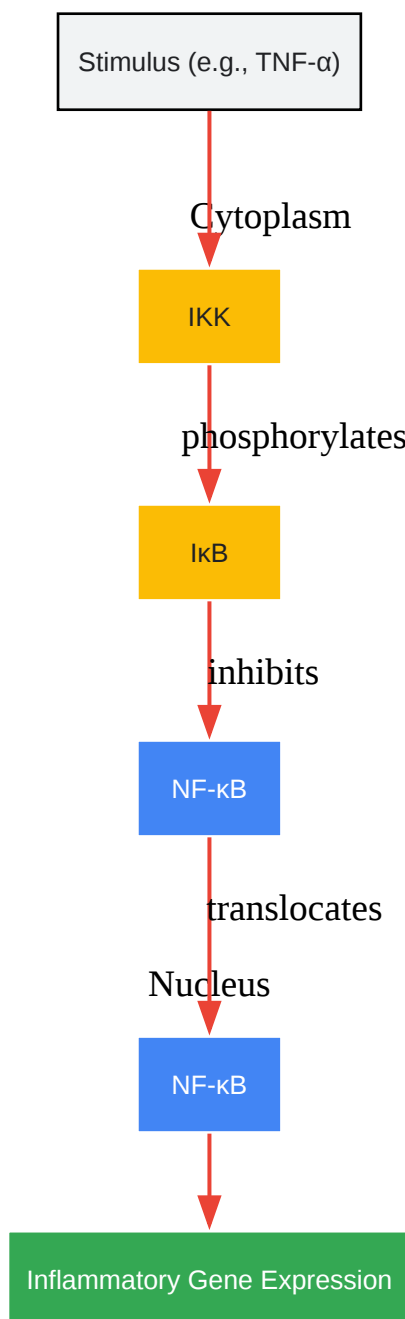 Stimulus (e.g., TNF-α)
Cytoplasm
IKK
phosphorylates
IκB
inhibits
NF-κB
translocates
Nucleus
NF-κB
Inflammatory Gene Expression